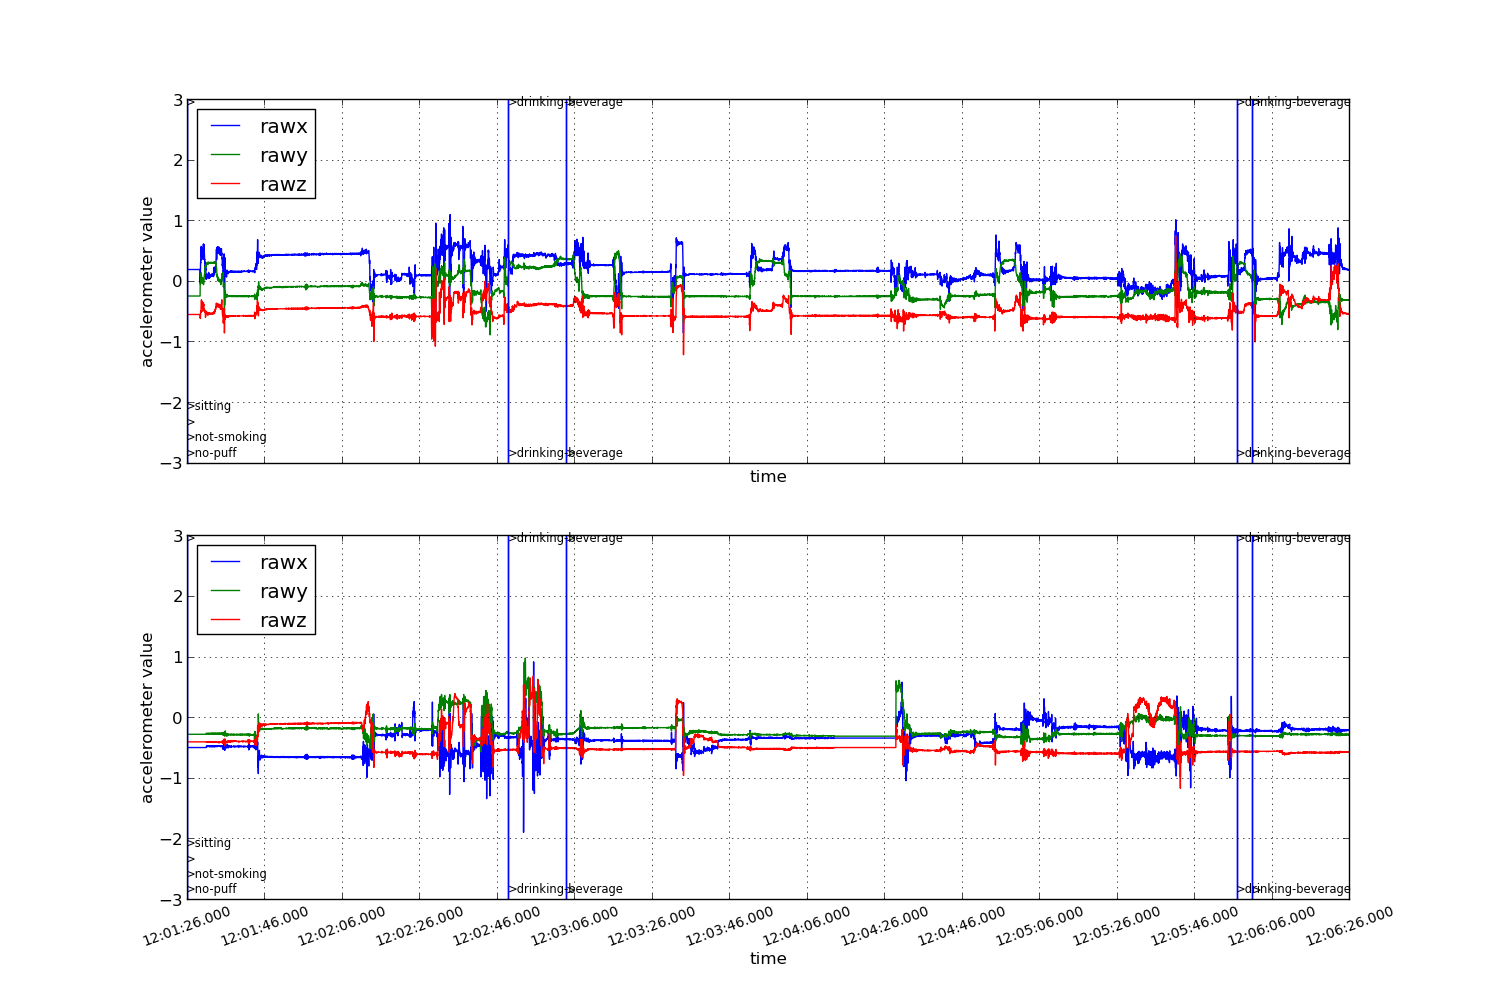 3
>
>drinking-beverage
>drinking-beverage
rawx
rawy
rawz
2
1
0
−1
−2
−3
accelerometer value
>sitting
>
>not-smoking
>no-puff
>drinking-beverage
>drinking-beverage
time
3
>
>drinking-beverage
>drinking-beverage
rawx
rawy
rawz
2
1
0
−1
−2
−3
accelerometer value
>sitting
>
>not-smoking
>no-puff
>drinking-beverage
>drinking-beverage
12:01:26.000
12:01:46.000
12:02:06.000
12:02:26.000
12:02:46.000
12:03:06.000
12:03:26.000
12:03:46.000
12:04:06.000
12:04:26.000
12:04:46.000
12:05:06.000
12:05:26.000
12:05:46.000
12:06:06.000
12:06:26.000
time